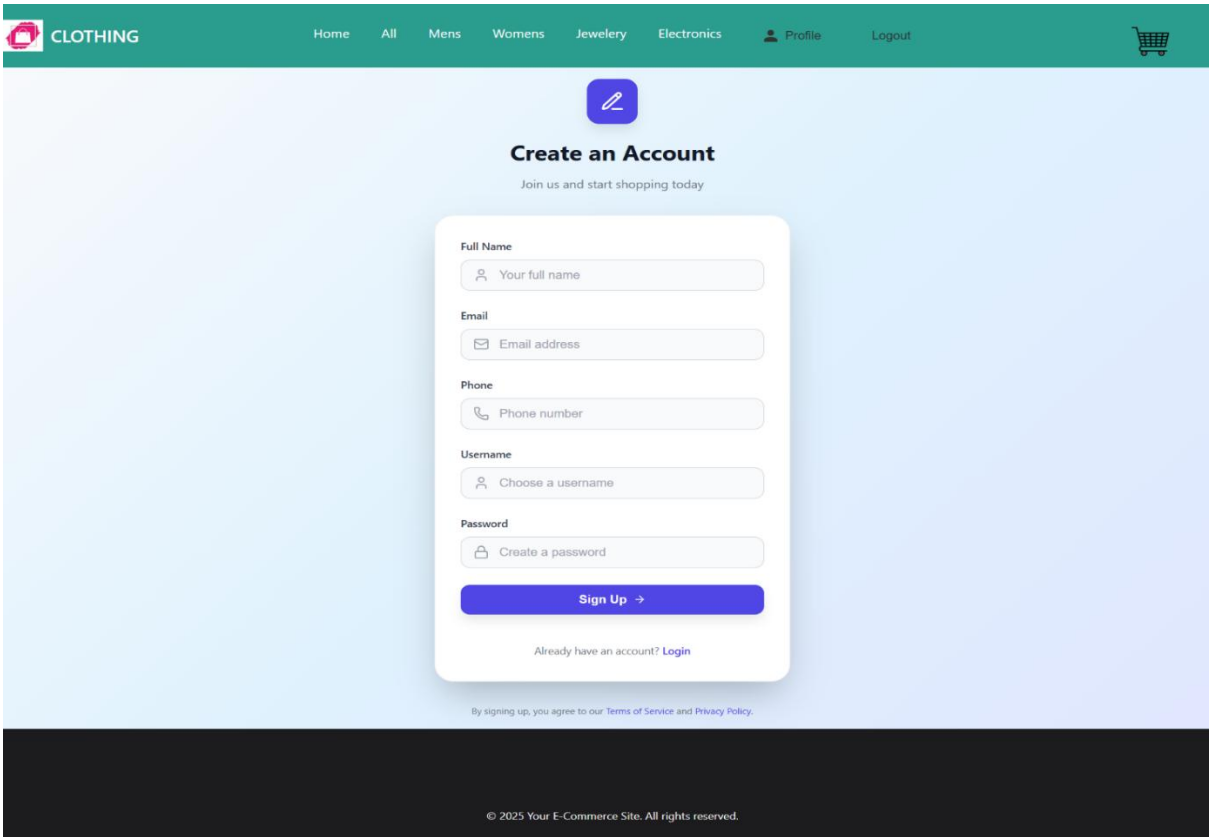 CLOTHING Home All Mens Womens Jewelery Electronics Profile Logout
Create an Account
Join us and start shopping today
Full Name
Your full name
Email
Email address
Phone
Phone number
Username
Choose a username
Password
Create a password
Sign Up →
Already have an account? Login
By signing up, you agree to our Terms of Service and Privacy Policy.
© 2025 Your E-Commerce Site. All rights reserved.